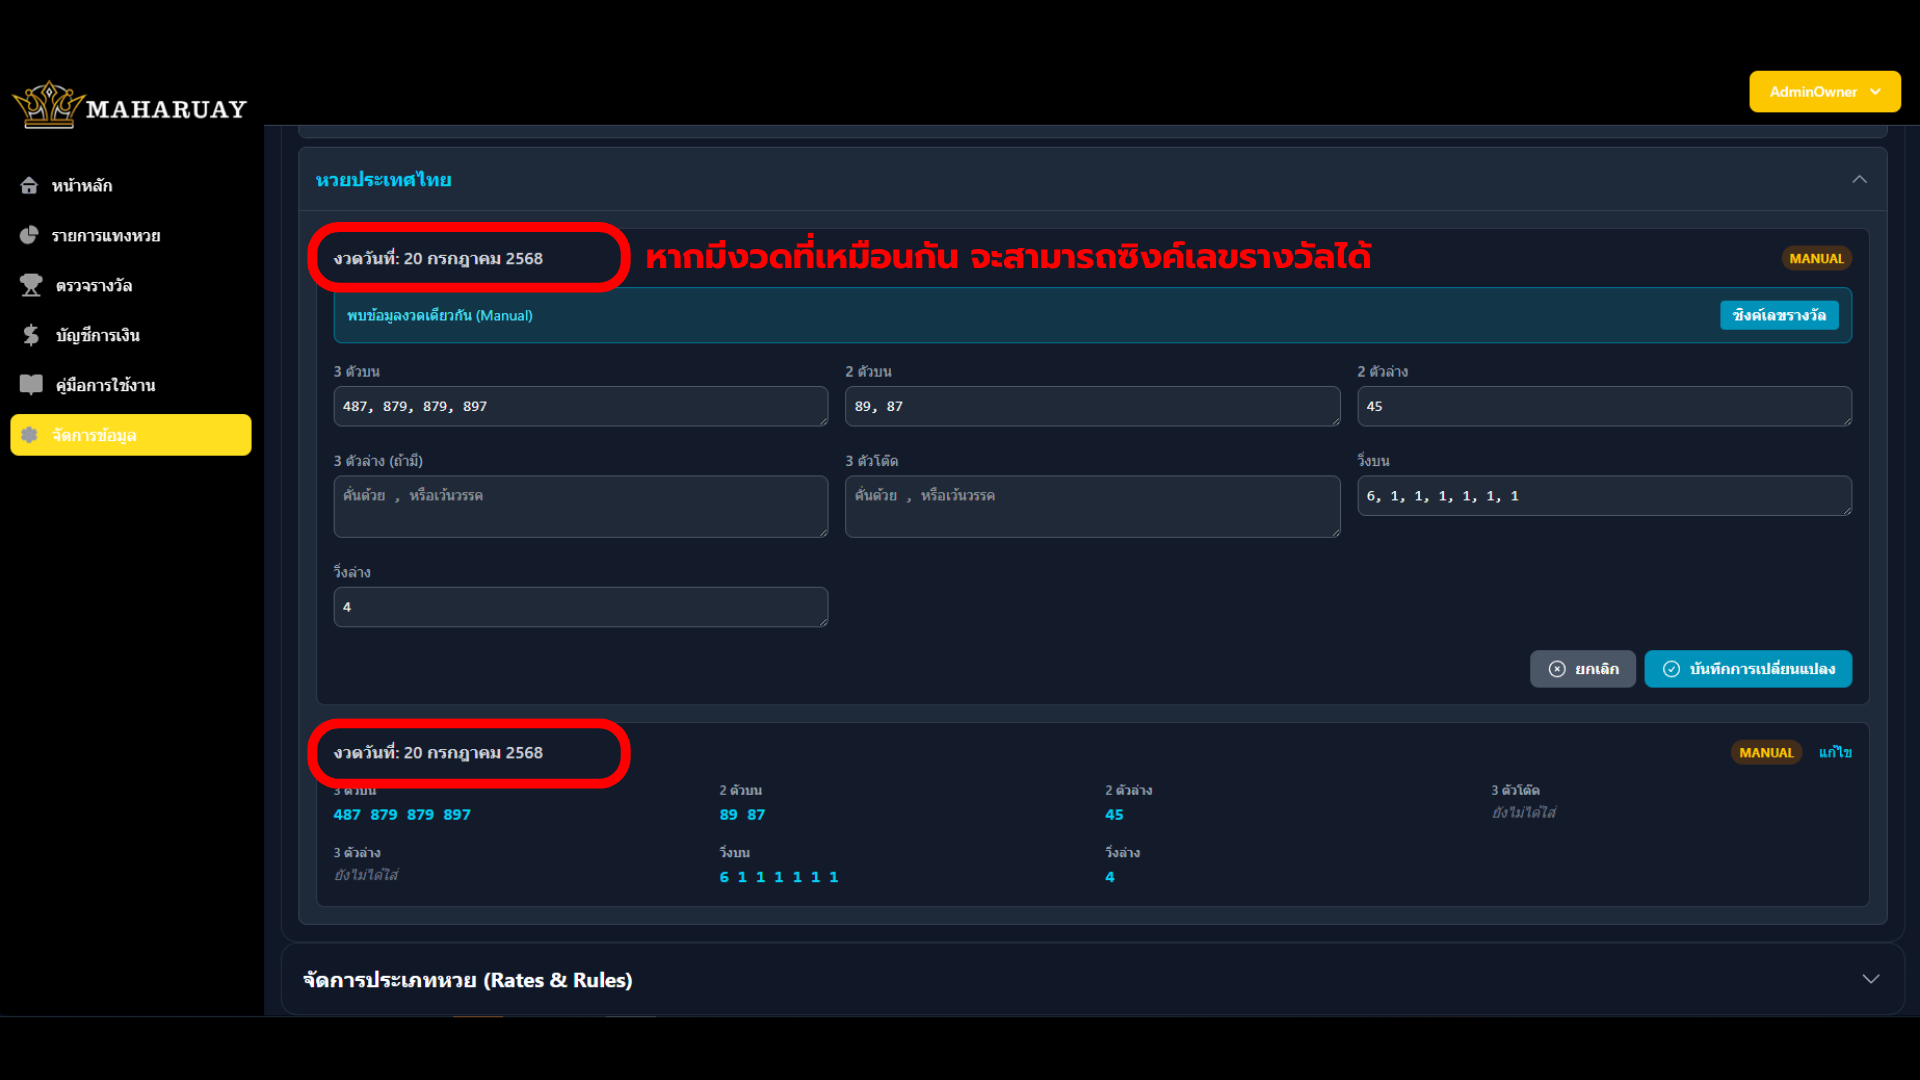 MAHARUAY
AdminOwner
หน้าหลัก
รายการแทงหวย
ตรวจรางวัล
บัญชีการเงิน
คู่มือการใช้งาน
จัดการข้อมูล
หวยประเทศไทย
งวดวันที่: 20 กรกฎาคม 2568
หากมีงวดที่เหมือนกัน จะสามารถซิงค์เลขรางวัลได้
MANUAL
พบข้อมูลงวดเดียวกัน (Manual)
ซิงค์เลขรางวัล
3 ตัวบน
2 ตัวบน
2 ตัวล่าง
487, 879, 879, 897
89, 87
45
3 ตัวล่าง (ถ้ามี)
3 ตัวโต๊ด
วิ่งบน
คั่นด้วย , หรือเว้นวรรค
คั่นด้วย , หรือเว้นวรรค
6, 1, 1, 1, 1, 1, 1
วิ่งล่าง
4
ยกเลิก
บันทึกการเปลี่ยนแปลง
งวดวันที่: 20 กรกฎาคม 2568
MANUAL
แก้ไข
3 ตัวบน
2 ตัวบน
2 ตัวล่าง
3 ตัวโต๊ด
487 879 879 897
89 87
45
ยังไม่ได้ใส่
3 ตัวล่าง
วิ่งบน
วิ่งล่าง
ยังไม่ได้ใส่
6 1 1 1 1 1 1
4
จัดการประเภทหวย (Rates & Rules)